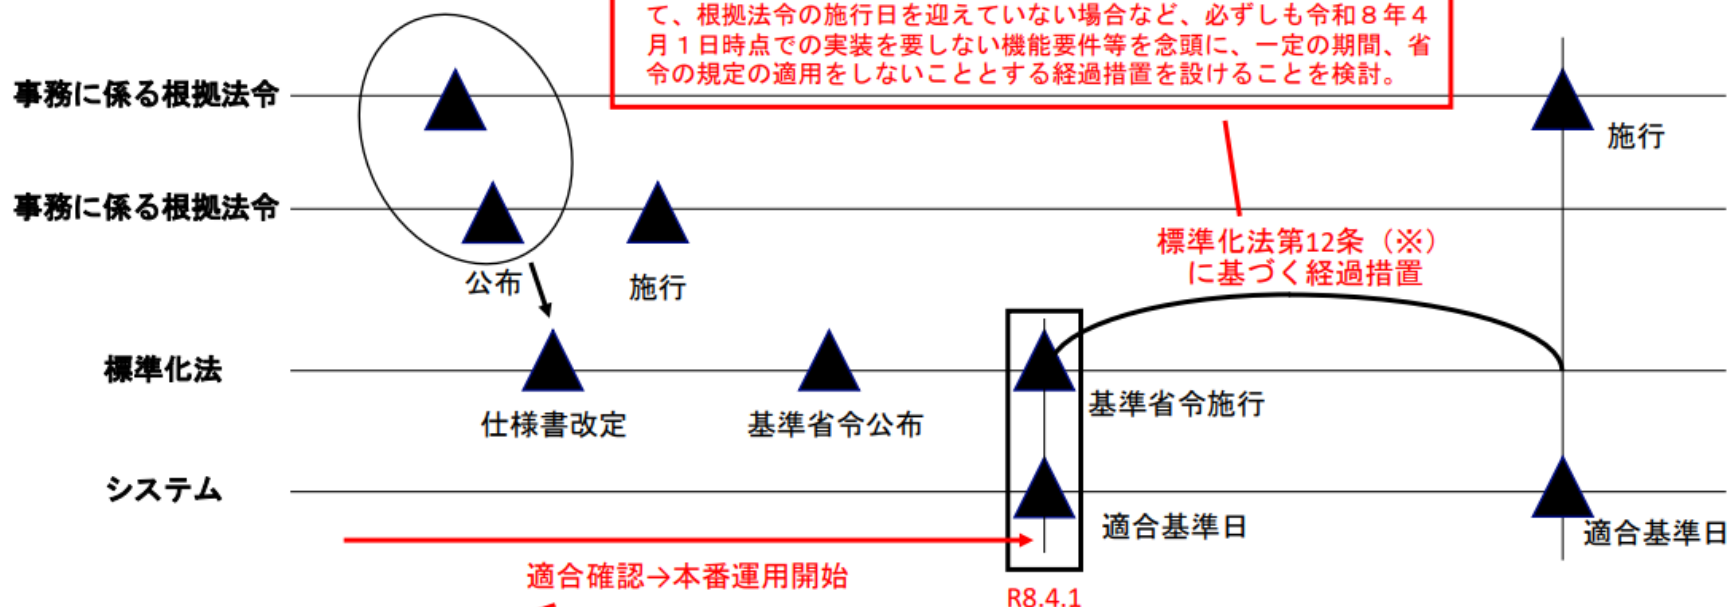 て、根拠法令の施行日を迎えていない場合など、必ずしも令和８年４
月１日時点での実装を要しない機能要件等を念頭に、一定の期間、省
令の規定の適用をしないこととする経過措置を設けることを検討。
事務に係る根拠法令
施行
事務に係る根拠法令
公布
施行
標準化法第12条（※）
に基づく経過措置
標準化法
仕様書改定
基準省令公布
基準省令施行
システム
適合基準日
適合基準日
適合確認→本番運用開始
R8.4.1